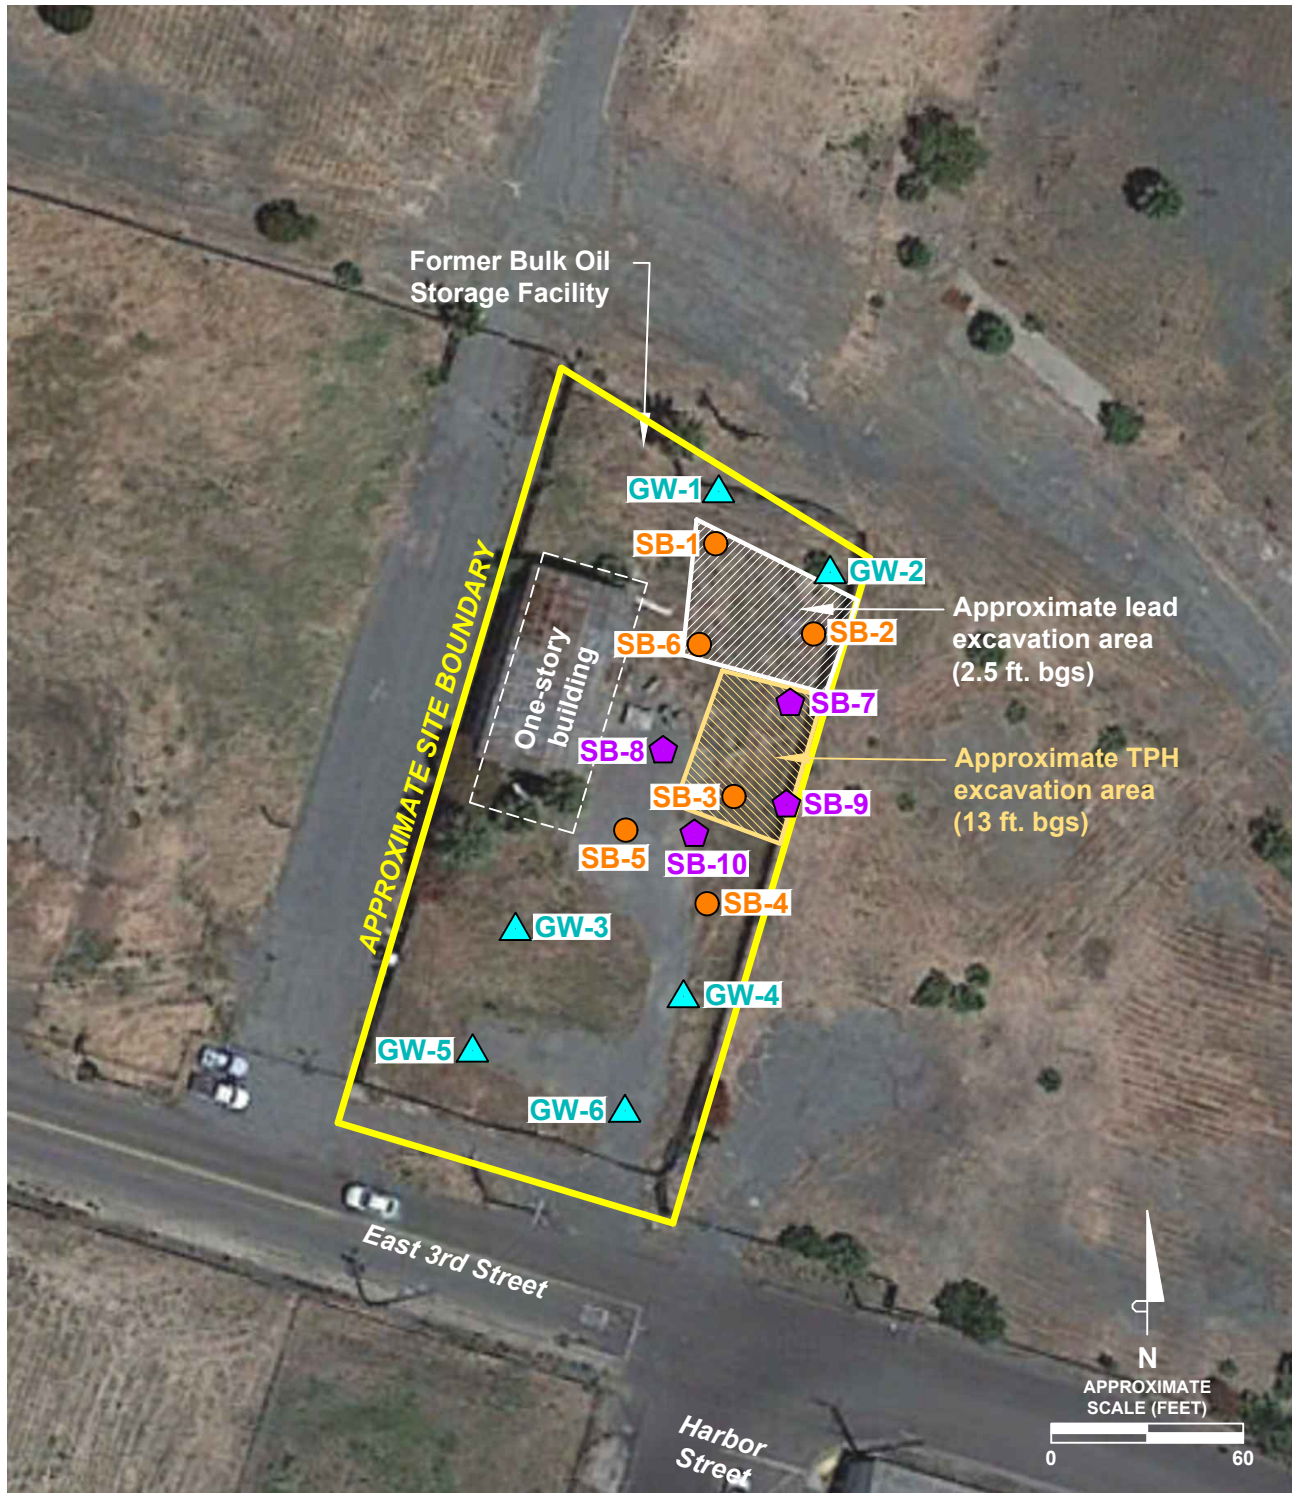 Former Bulk Oil
Storage Facility
GW-1
SB-1
GW-2
Approximate lead
excavation area
(2.5 ft. bgs)
SB-2
SB-6
APPROXIMATE SITE BOUNDARY
One-story
building
SB-7
SB-8
Approximate TPH
excavation area
(13 ft. bgs)
SB-3
SB-9
SB-5
SB-10
SB-4
GW-3
GW-4
GW-5
GW-6
East 3rd Street
N
APPROXIMATE
SCALE (FEET)
0
60
Harbor
Street